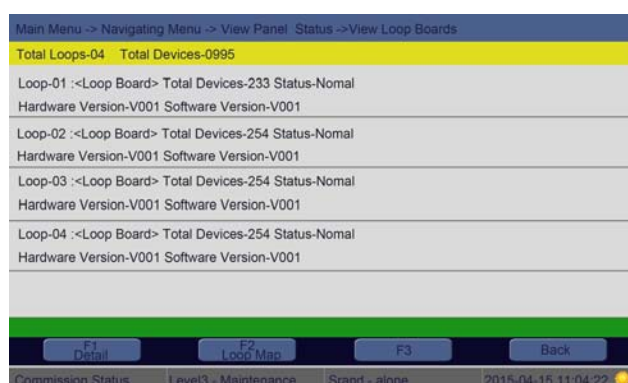 Main Menu -> Navigating Menu -> View Panel Status ->View Loop Boards
Total Loops-04 Total Devices-0995
Loop-01 :<Loop Board> Total Devices-233 Status-Nomal
Hardware Version-V001 Software Version-V001
Loop-02 :<Loop Board> Total Devices-254 Status-Nomal
Hardware Version-V001 Software Version-V001
Loop-03 :<Loop Board> Total Devices-254 Status-Nomal
Hardware Version-V001 Software Version-V001
Loop-04 :<Loop Board> Total Devices-254 Status-Nomal
Hardware Version-V001 Software Version-V001
F1 F2 F3 Back
Detail Loop Map
Commission Status Level3 - Maintenance Srand - alone 2015-04-15 11:04:22